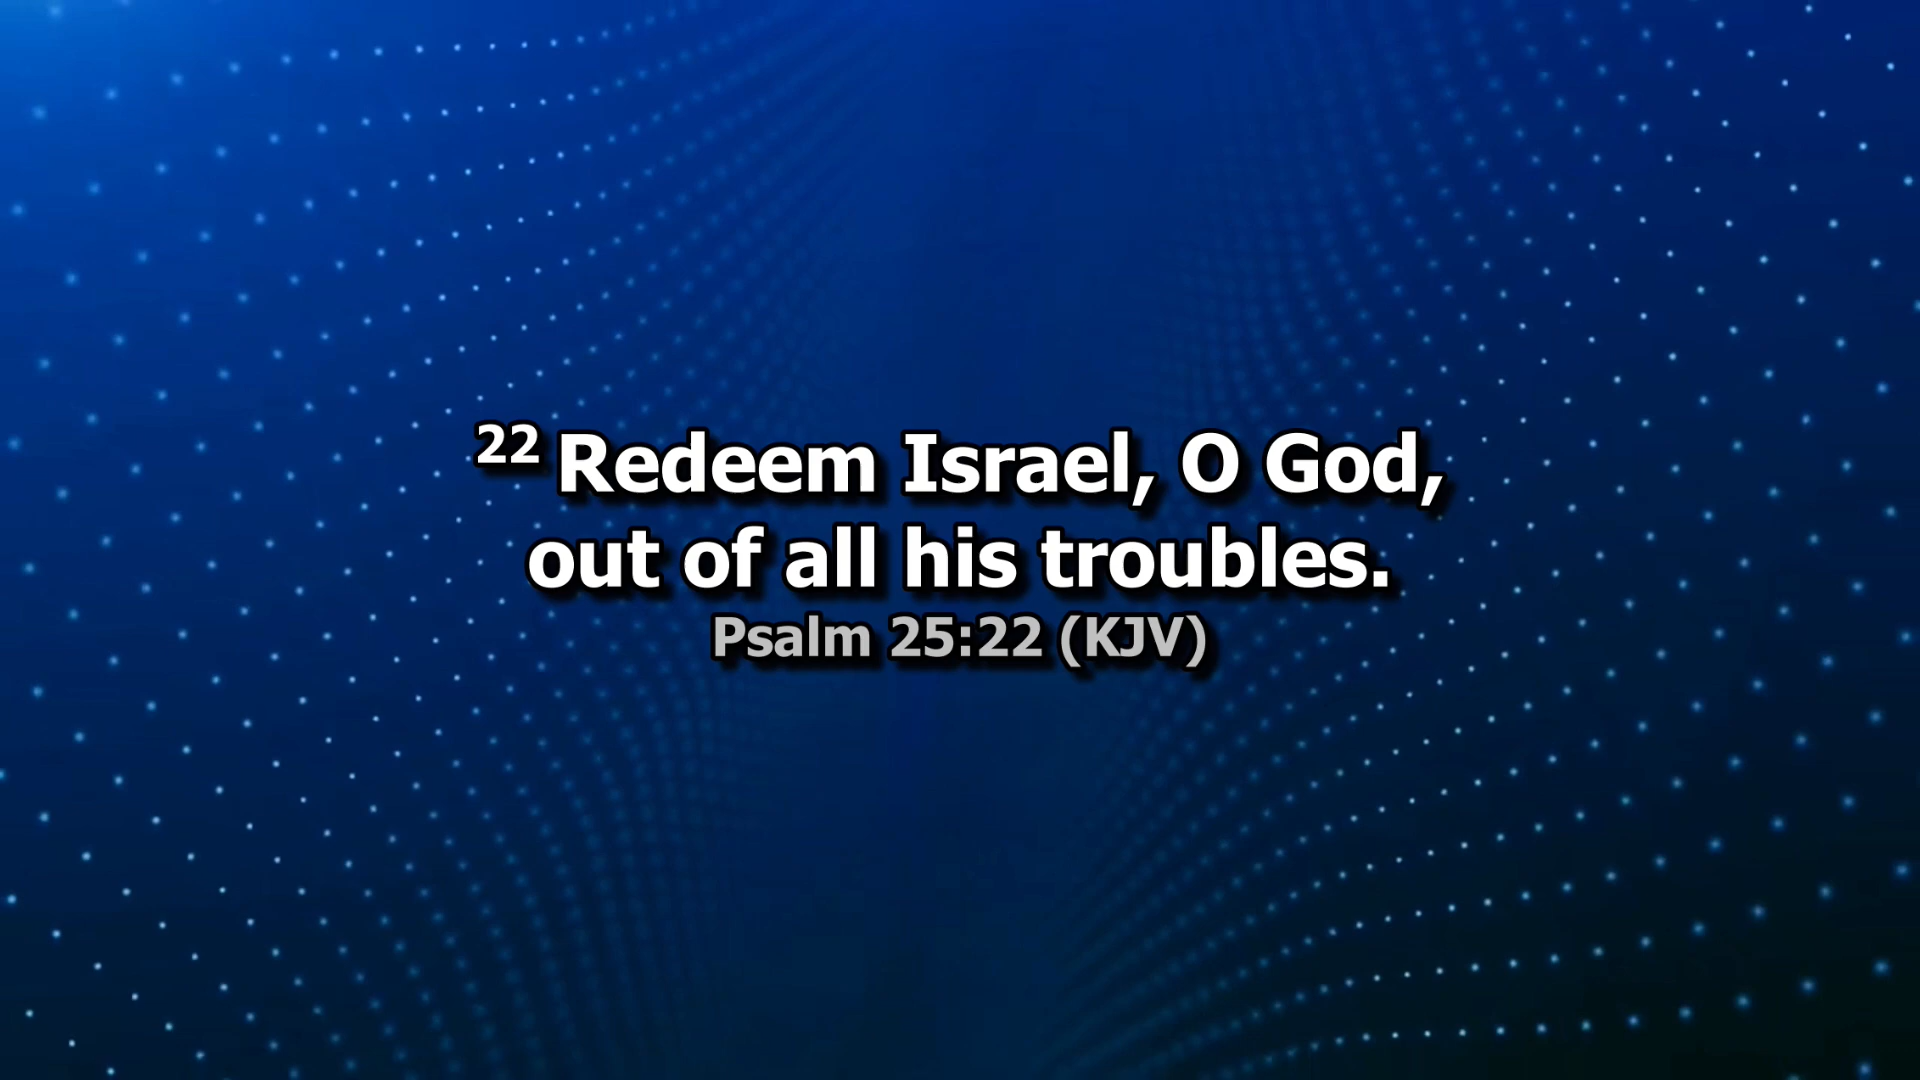 22 Redeem Israel, O God,
out of all his troubles.
Psalm 25:22 (KJV)